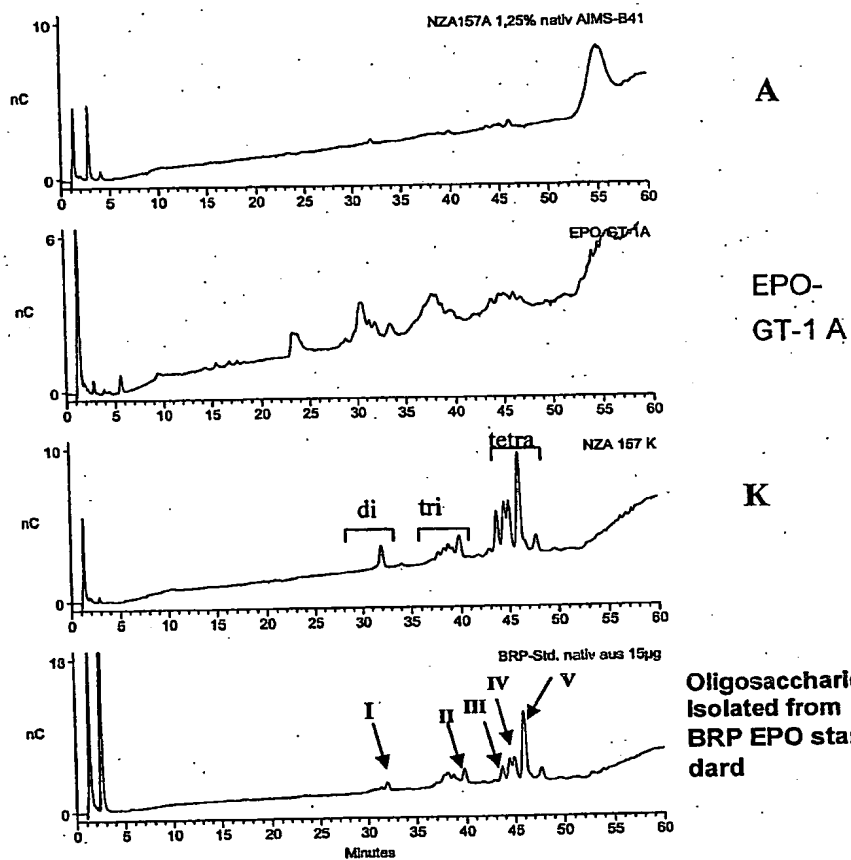 10
nC
0
NZA157A 1,25% nativ AIMS-B41
A
0 5 10 15 20 25 30 35 40 45 50 55 60
6
nC
0
EPO-GT-1A
EPO-
GT-1 A
0 5 10 15 20 25 30 35 40 45 50 55 60
10
nC
0
di
tri
tetra
NZA 157 K
K
0 5 10 15 20 25 30 35 40 45 50 55 60
nC
0
BRP-Std. nativ aus 15µg
I
II
III
IV
V
Oligosaccharid
Isolated from
BRP EPO stan
dard
0 5 10 15 20 25 30 35 40 45 50 55 60
Minutes